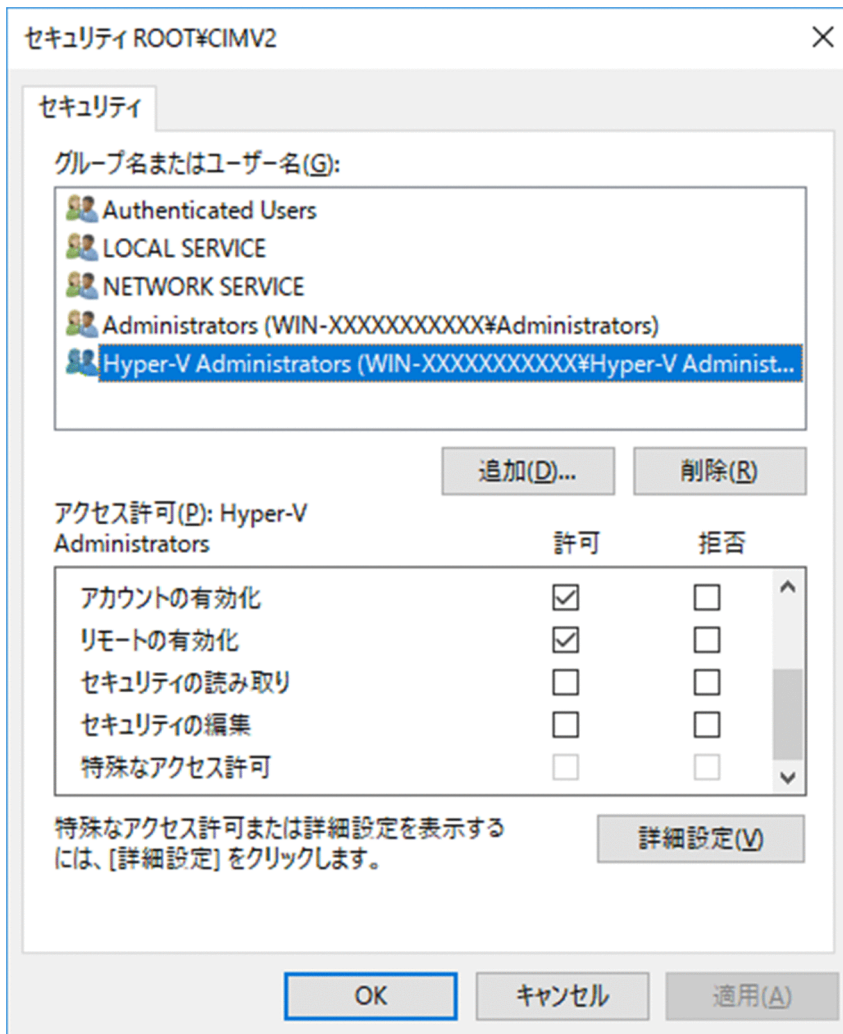 セキュリティ ROOT¥CIMV2
セキュリティ
グループ名またはユーザー名(G):
Authenticated Users
LOCAL SERVICE
NETWORK SERVICE
Administrators (WIN-XXXXXXXXXXX¥Administrators)
Hyper-V Administrators (WIN-XXXXXXXXXXX¥Hyper-V Administ...
追加(D)... 削除(R)
アクセス許可(P): Hyper-V
Administrators 許可 拒否
アカウントの有効化
リモートの有効化
セキュリティの読み取り
セキュリティの編集
特殊なアクセス許可
特殊なアクセス許可または詳細設定を表示する
には、[詳細設定] をクリックします。
詳細設定(V)
OK キャンセル 適用(A)